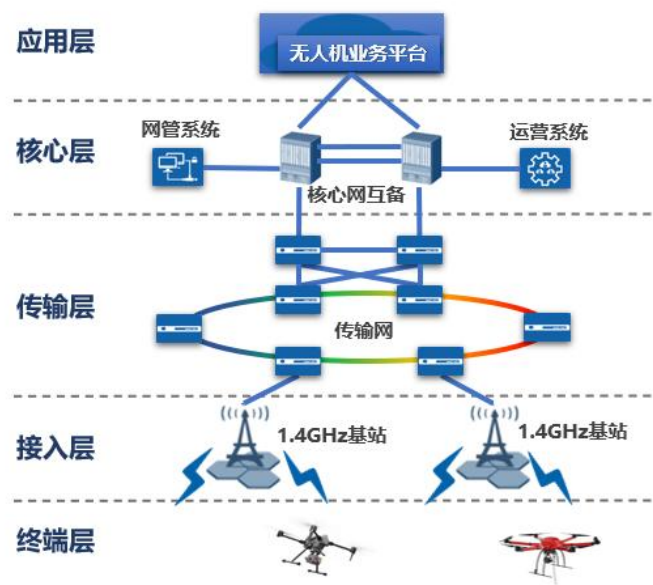 应用层
无人机业务平台
网管系统
运营系统
核心层
核心网互备
传输层
传输网
1.4GHz基站
1.4GHz基站
接入层
终端层